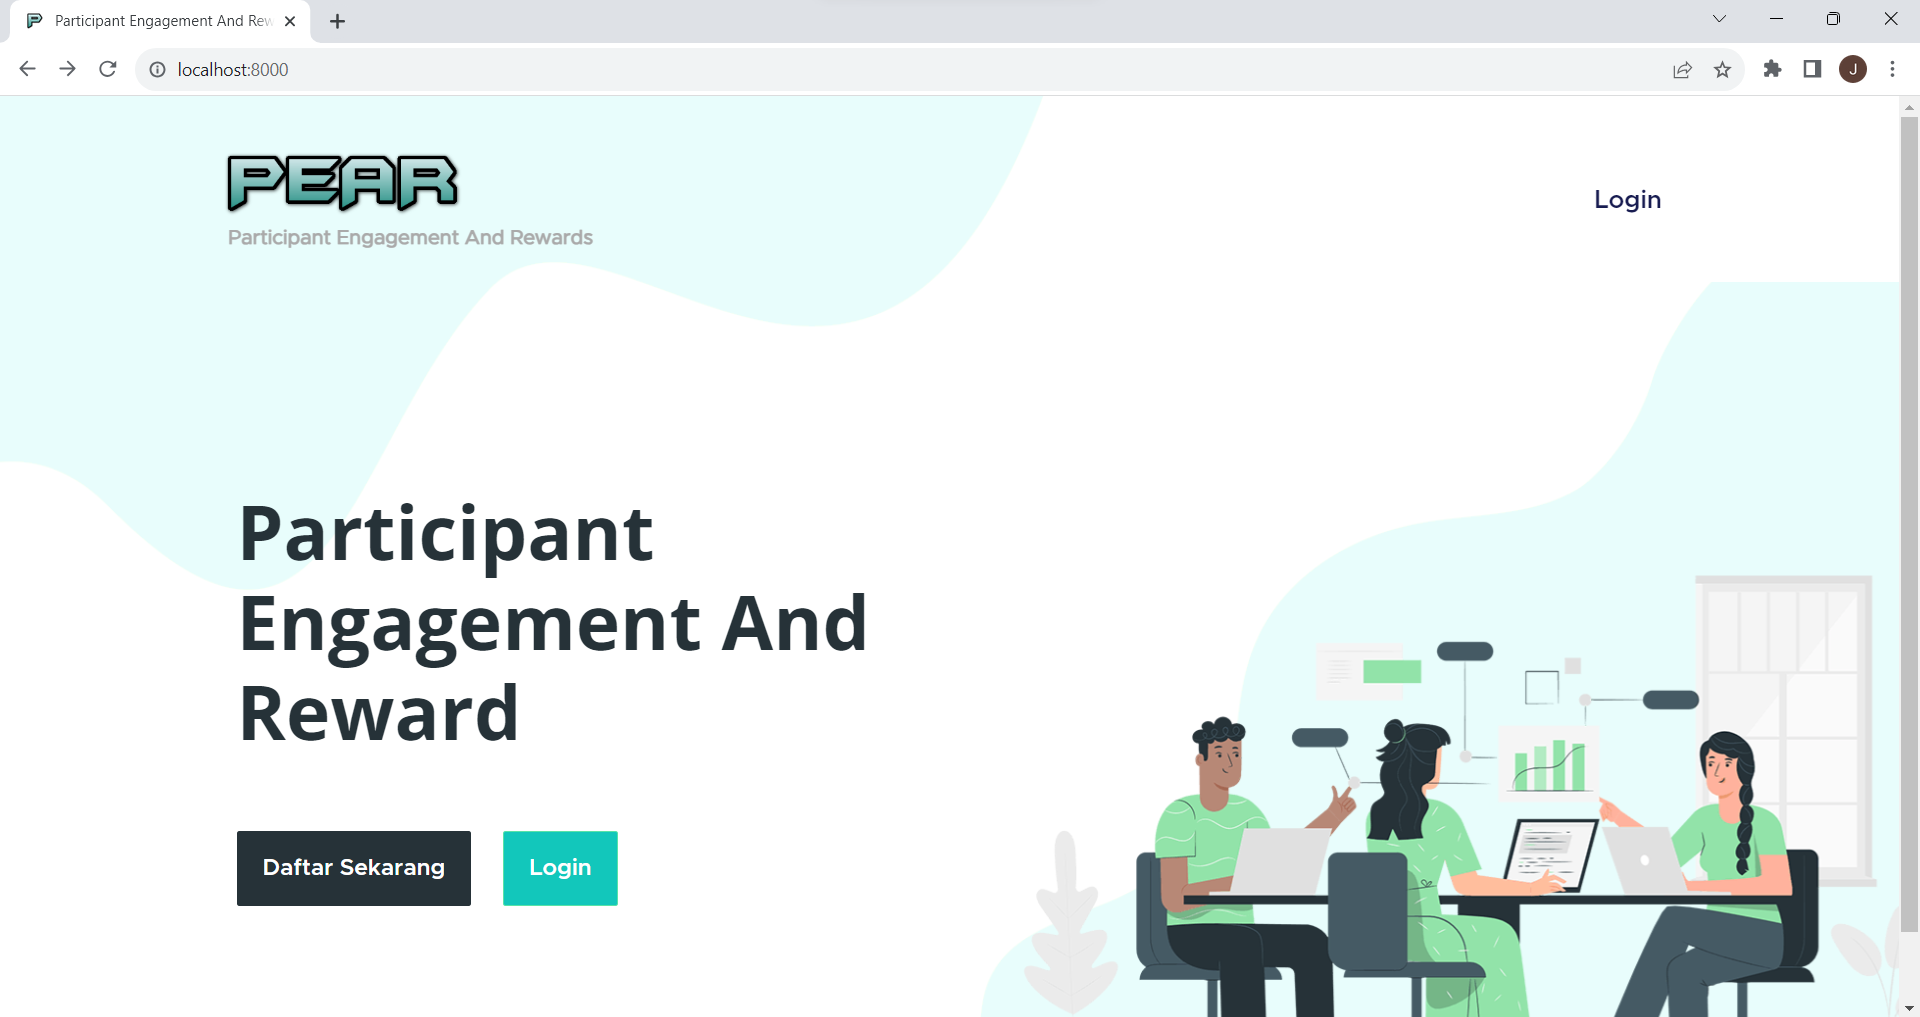 Participant Engagement And Rew
localhost:8000
J
PEAR
Participant Engagement And Rewards
Login
Participant
Engagement And
Reward
Daftar Sekarang
Login